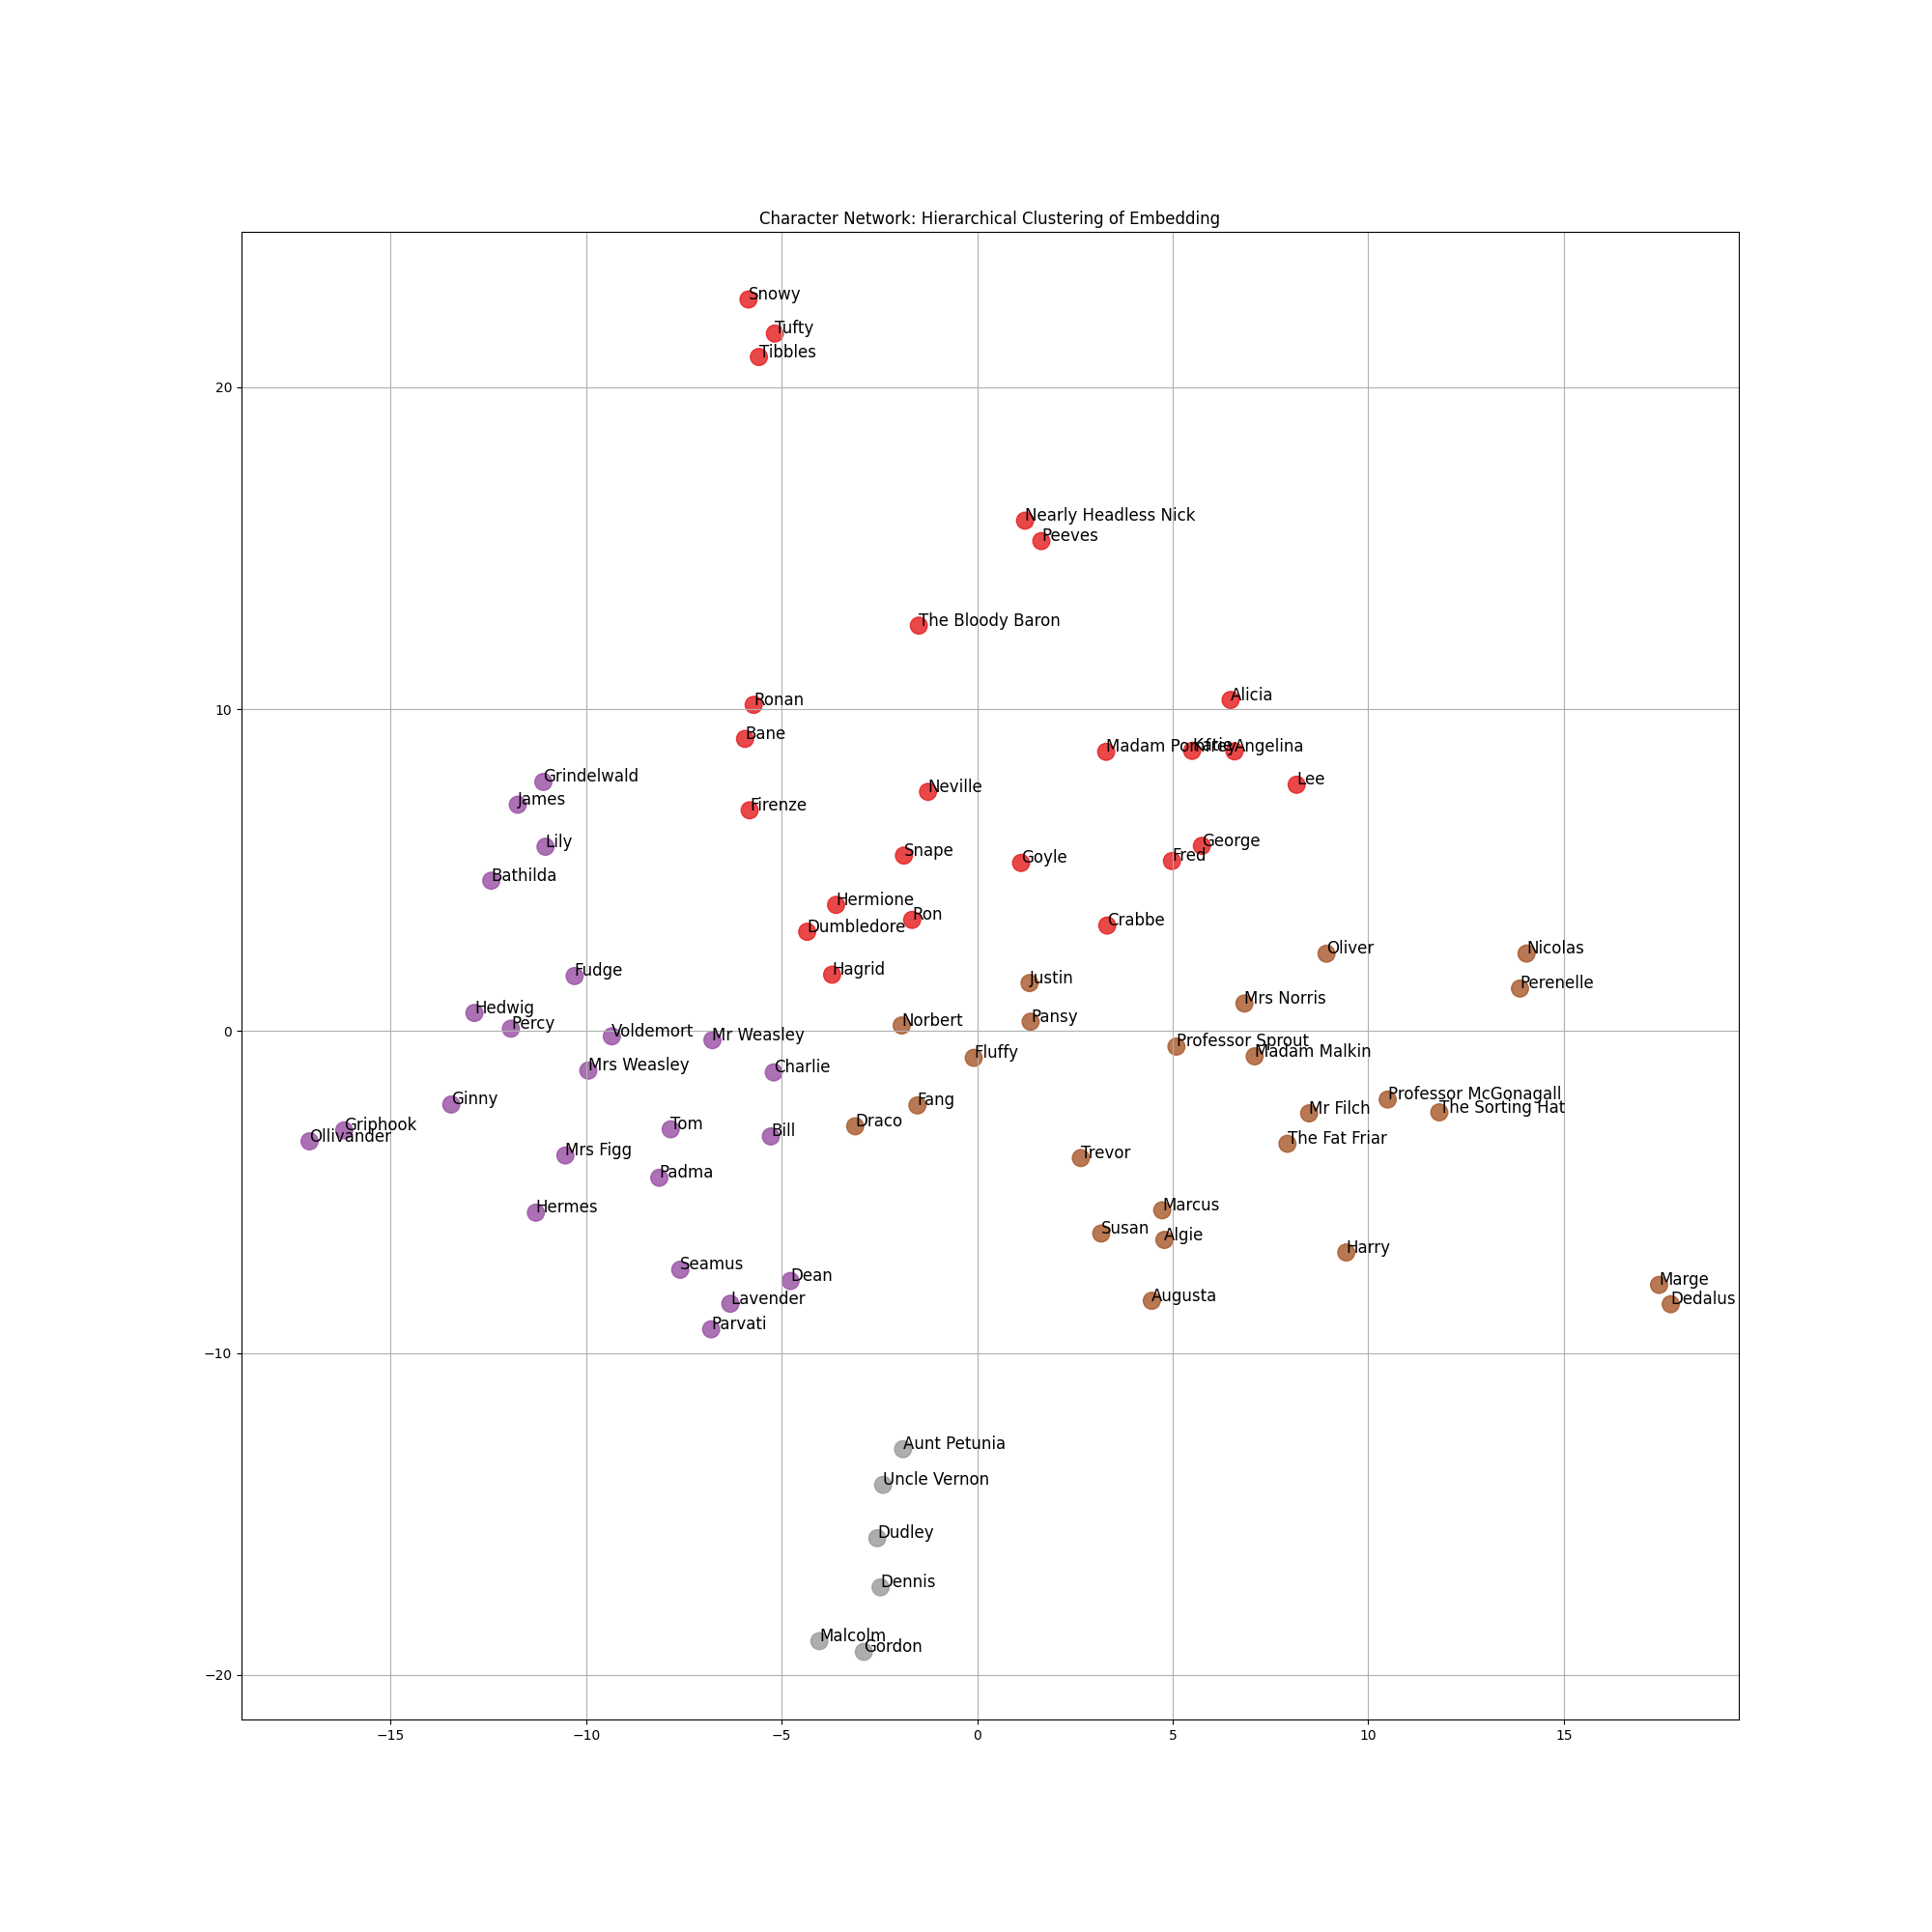 Character Network: Hierarchical Clustering of Embedding
Snowy
Tufty
Tibbles
20
Nearly Headless Nick
Peeves
The Bloody Baron
Alicia
Ronan
10
Bane
Madam Pomfrey
Katie
Angelina
Grindelwald
Lee
Neville
James
Firenze
George
Lily
Snape
Fred
Goyle
Bathilda
Hermione
Ron
Crabbe
Dumbledore
Oliver
Nicolas
Fudge
Hagrid
Justin
Perenelle
Mrs Norris
Hedwig
Norbert
Pansy
Percy
0
Voldemort
Mr Weasley
Professor Sprout
Fluffy
Madam Malkin
Mrs Weasley
Charlie
Professor McGonagall
Ginny
Fang
The Sorting Hat
Mr Filch
Draco
Griphook
Tom
Bill
Ollivander
The Fat Friar
Mrs Figg
Trevor
Padma
Hermes
Marcus
Susan
Algie
Harry
Seamus
Dean
Marge
Lavender
Augusta
Dedalus
Parvati
−10
Aunt Petunia
Uncle Vernon
Dudley
Dennis
Malcolm
Gordon
−20
−15
−10
−5
0
5
10
15